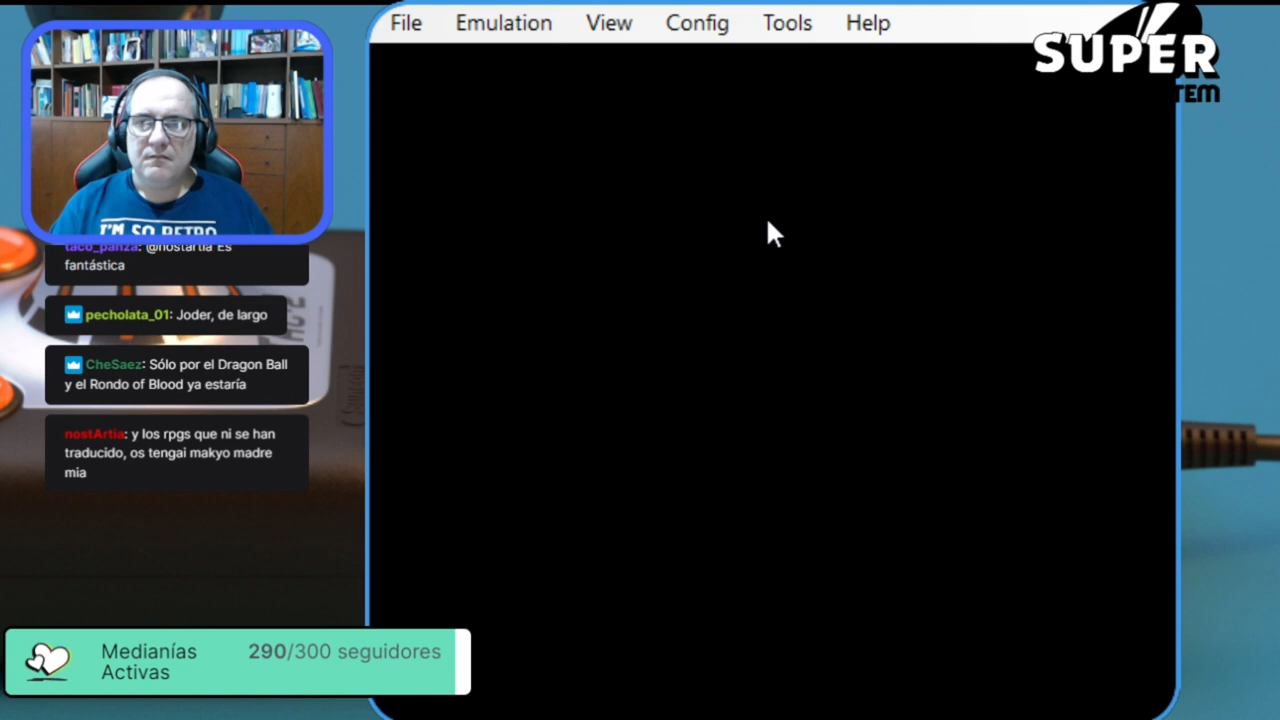 File Emulation View Config Tools Help
SUPER
TEM
I'M SO RETRO
taco_panza: @nostartia Es
fantástica
pecholata_01: Joder, de largo
CheSaez: Sólo por el Dragon Ball
y el Rondo of Blood ya estaría
nostArtia: y los rpgs que ni se han
traducido, os tengai makyo madre
mia
Medianías 290/300 seguidores
Activas